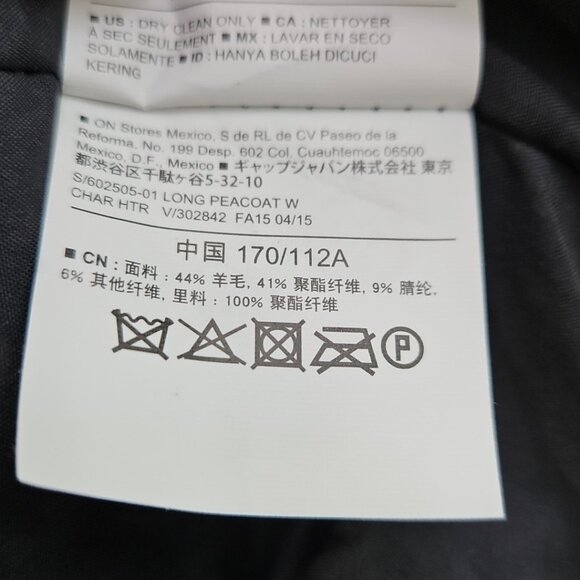 ■ US : DRY CLEAN ONLY ■ CA : NETTOYER
À SEC SEULEMENT ■ MX : LAVAR EN SECO
SOLAMENTE ■ ID : HANYA BOLEH DICUCI
KERING
■ ON Stores Mexico, S de RL de CV Paseo de la
Reforma, No. 199 Desp. 602 Col, Cuauhtemoc 06500
Mexico, D.F., Mexico ■ ギャップジャパン株式会社 東京
都渋谷区千駄ヶ谷5-32-10
S/602505-01 LONG PEACOAT W
CHAR HTR V/302842 FA15 04/15
中国 170/112A
■ CN : 面料 : 44% 羊毛, 41% 聚酯纤维, 9% 腈纶,
6% 其他纤维, 里料 : 100% 聚酯纤维
P